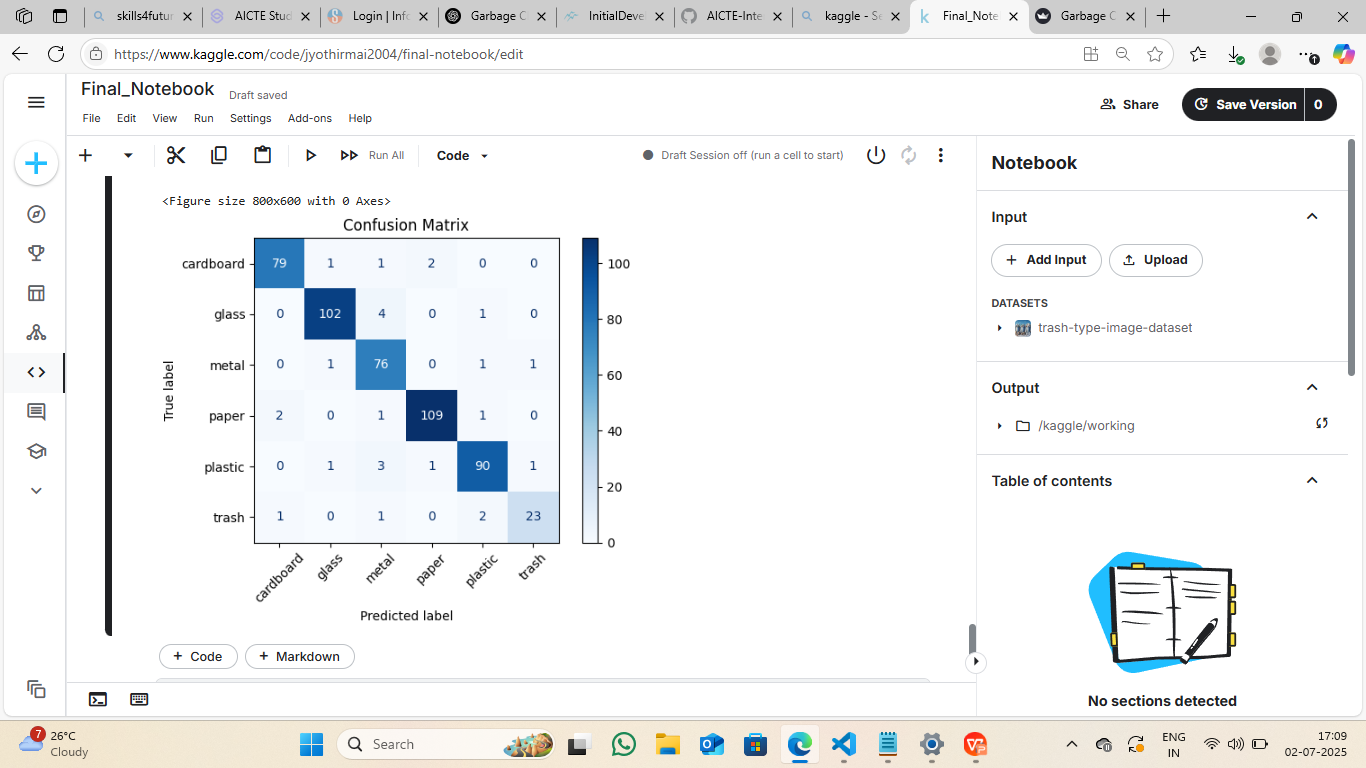 skills4futur
AICTE Stud
Login | Info
Garbage C
InitialDeve
AICTE-Inte
kaggle - Se
Final_Note
Garbage C
https://www.kaggle.com/code/jyothirmai2004/final-notebook/edit
Final_Notebook
Draft saved
File Edit View Run Settings Add-ons Help
Share
Save Version 0
Run All
Code
Draft Session off (run a cell to start)
<Figure size 800x600 with 0 Axes>
Confusion Matrix
True label
cardboard 79 1 1 2 0 0
glass 0 102 4 0 1 0
metal 0 1 76 0 1 1
paper 2 0 1 109 1 0
plastic 0 1 3 1 90 1
trash 1 0 1 0 2 23
cardboard glass metal paper plastic trash
Predicted label
100
80
60
40
20
0
+ Code
+ Markdown
Notebook
Input
+ Add Input
Upload
DATASETS
trash-type-image-dataset
Output
/kaggle/working
Table of contents
No sections detected
7
26°C
Cloudy
Search
ENG
IN
17:09
02-07-2025